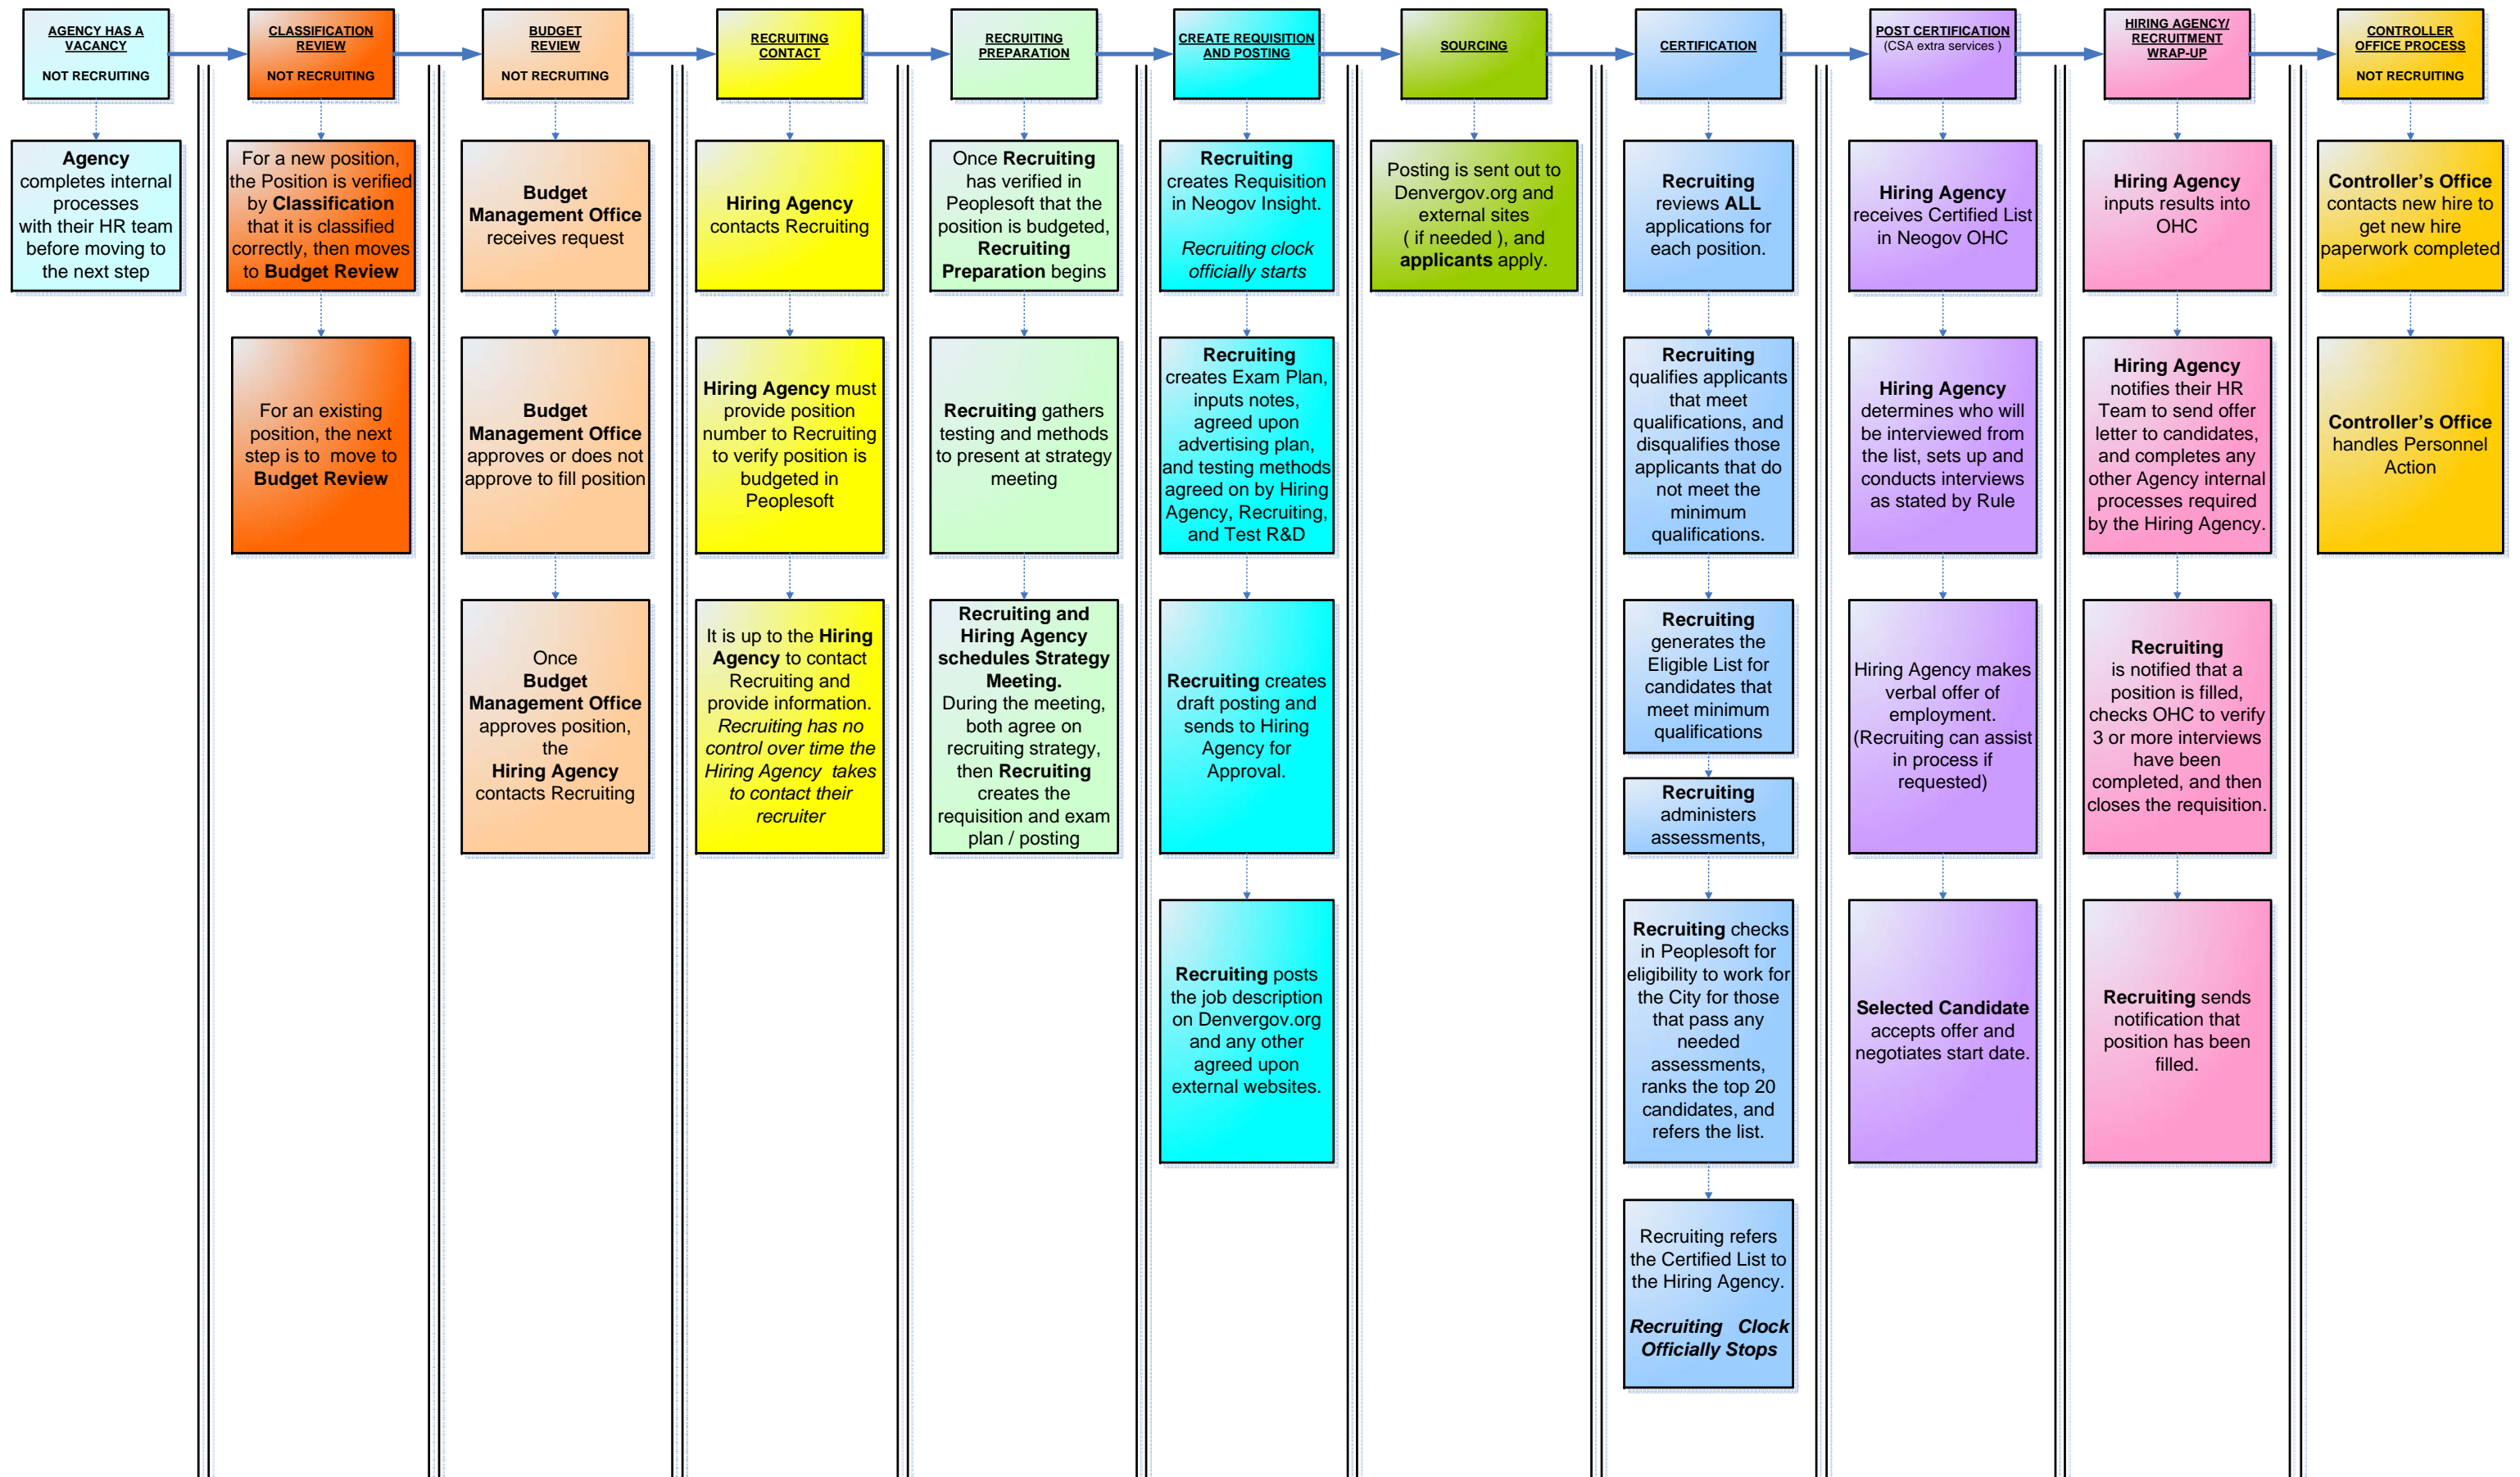 AGENCY HAS A
VACANCY
NOT RECRUITING
CLASSIFICATION
REVIEW
NOT RECRUITING
BUDGET
REVIEW
NOT RECRUITING
RECRUITING
CONTACT
RECRUITING
PREPARATION
CREATE REQUISITION
AND POSTING
SOURCING
CERTIFICATION
POST CERTIFICATION
(CSA extra services )
HIRING AGENCY/
RECRUITMENT
WRAP-UP
CONTROLLER
OFFICE PROCESS
NOT RECRUITING
Agency
completes internal
processes
with their HR team
before moving to
the next step
For a new position,
the Position is verified
by Classification
that it is classified
correctly, then moves
to Budget Review
For an existing
position, the next
step is to move to
Budget Review
Budget
Management Office
receives request
Budget
Management Office
approves or does not
approve to fill position
Once
Budget
Management Office
approves position,
the
Hiring Agency
contacts Recruiting
Hiring Agency
contacts Recruiting
Hiring Agency must
provide position
number to Recruiting
to verify position is
budgeted in
Peoplesoft
It is up to the Hiring
Agency to contact
Recruiting and
provide information.
Recruiting has no
control over time the
Hiring Agency takes
to contact their
recruiter
Once Recruiting
has verified in
Peoplesoft that the
position is budgeted,
Recruiting
Preparation begins
Recruiting gathers
testing and methods
to present at strategy
meeting
Recruiting and
Hiring Agency
schedules Strategy
Meeting.
During the meeting,
both agree on
recruiting strategy,
then Recruiting
creates the
requisition and exam
plan / posting
Recruiting
creates Requisition
in Neogov Insight.
Recruiting clock
officially starts
Recruiting
creates Exam Plan,
inputs notes,
agreed upon
advertising plan,
and testing methods
agreed on by Hiring
Agency, Recruiting,
and Test R&D
Recruiting creates
draft posting and
sends to Hiring
Agency for
Approval.
Recruiting posts
the job description
on Denvergov.org
and any other
agreed upon
external websites.
Posting is sent out to
Denvergov.org and
external sites
( if needed ), and
applicants apply.
Recruiting
reviews ALL
applications for
each position.
Recruiting
qualifies applicants
that meet
qualifications, and
disqualifies those
applicants that do
not meet the
minimum
qualifications.
Recruiting
generates the
Eligible List for
candidates that
meet minimum
qualifications
Recruiting
administers
assessments,
Recruiting checks
in Peoplesoft for
eligibility to work for
the City for those
that pass any
needed
assessments,
ranks the top 20
candidates, and
refers the list.
Recruiting refers
the Certified List to
the Hiring Agency.
Recruiting Clock
Officially Stops
Hiring Agency
receives Certified List
in Neogov OHC
Hiring Agency
determines who will
be interviewed from
the list, sets up and
conducts interviews
as stated by Rule
Hiring Agency makes
verbal offer of
employment.
(Recruiting can assist
in process if
requested)
Selected Candidate
accepts offer and
negotiates start date.
Hiring Agency
inputs results into
OHC
Hiring Agency
notifies their HR
Team to send offer
letter to candidates,
and completes any
other Agency internal
processes required
by the Hiring Agency.
Recruiting
is notified that a
position is filled,
checks OHC to verify
3 or more interviews
have been
completed, and then
closes the requisition.
Recruiting sends
notification that
position has been
filled.
Controller's Office
contacts new hire to
get new hire
paperwork completed
Controller's Office
handles Personnel
Action